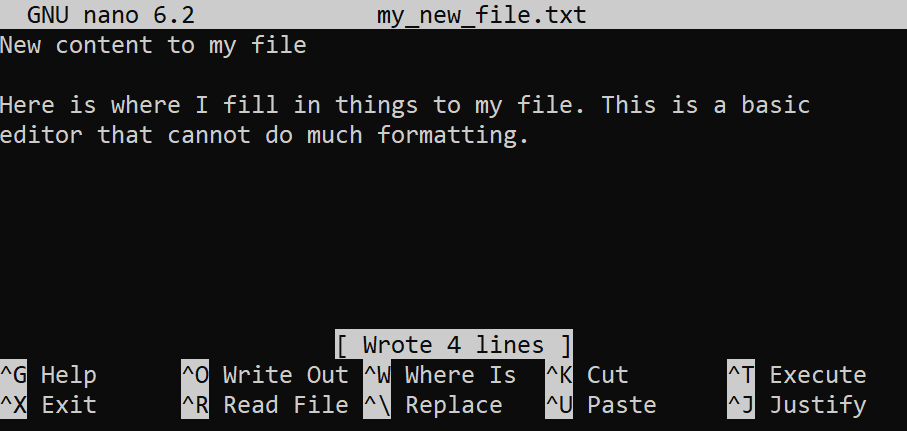 GNU nano 6.2 my_new_file.txt
New content to my file
Here is where I fill in things to my file. This is a basic
editor that cannot do much formatting.
[ Wrote 4 lines ]
^G Help ^O Write Out ^W Where Is ^K Cut ^T Execute
^X Exit ^R Read File ^\ Replace ^U Paste ^J Justify